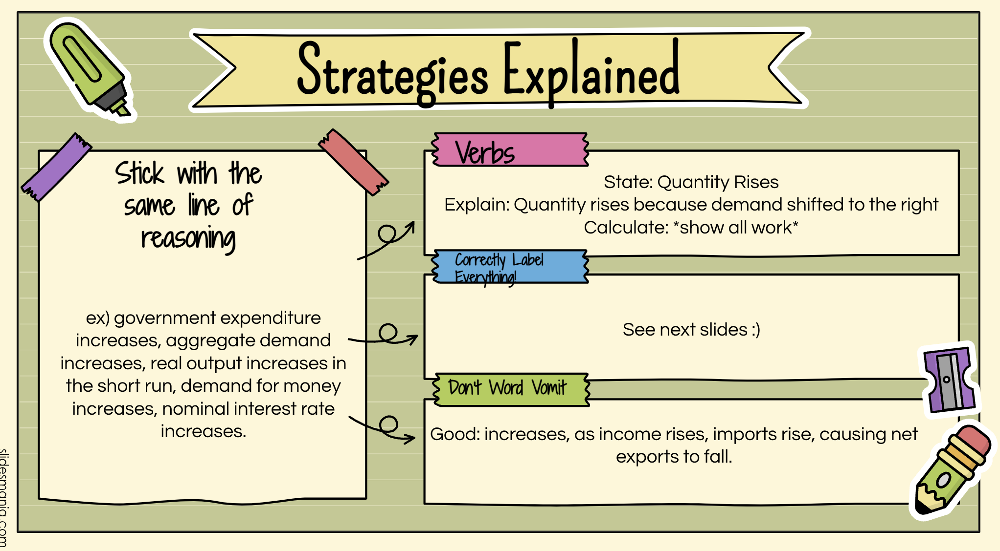 Strategies Explained
Stick with the
same line of
reasoning
ex) government expenditure
increases, aggregate demand
increases, real output increases in
the short run, demand for money
increases, nominal interest rate
increases.
Verbs
State: Quantity Rises
Explain: Quantity rises because demand shifted to the right
Calculate: *show all work*
Correctly Label
Everything!
See next slides :)
Don't Word Vomit
Good: increases, as income rises, imports rise, causing net
exports to fall.
slidesmania.com